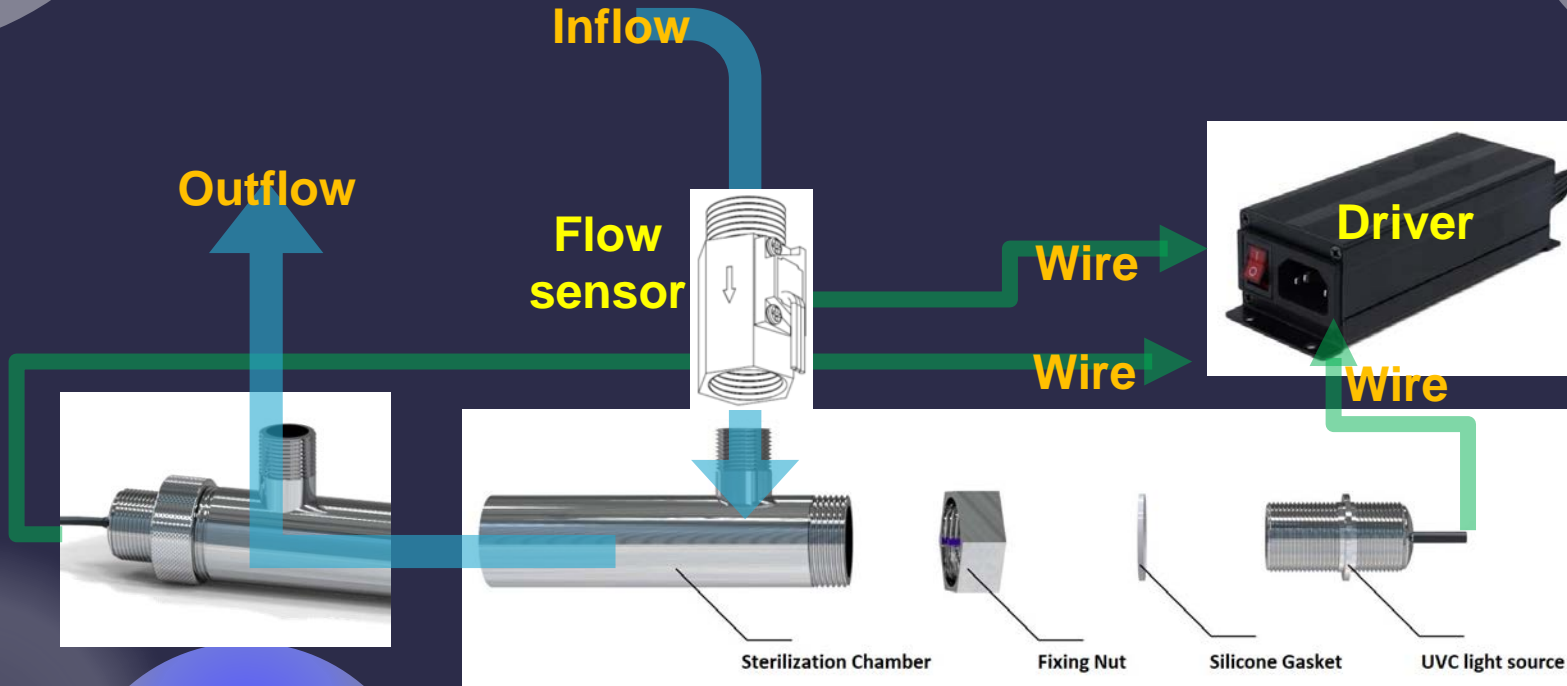 Inflow
Outflow
Flow
sensor
Driver
Wire
Wire
Wire
Sterilization Chamber
Fixing Nut
Silicone Gasket
UVC light source